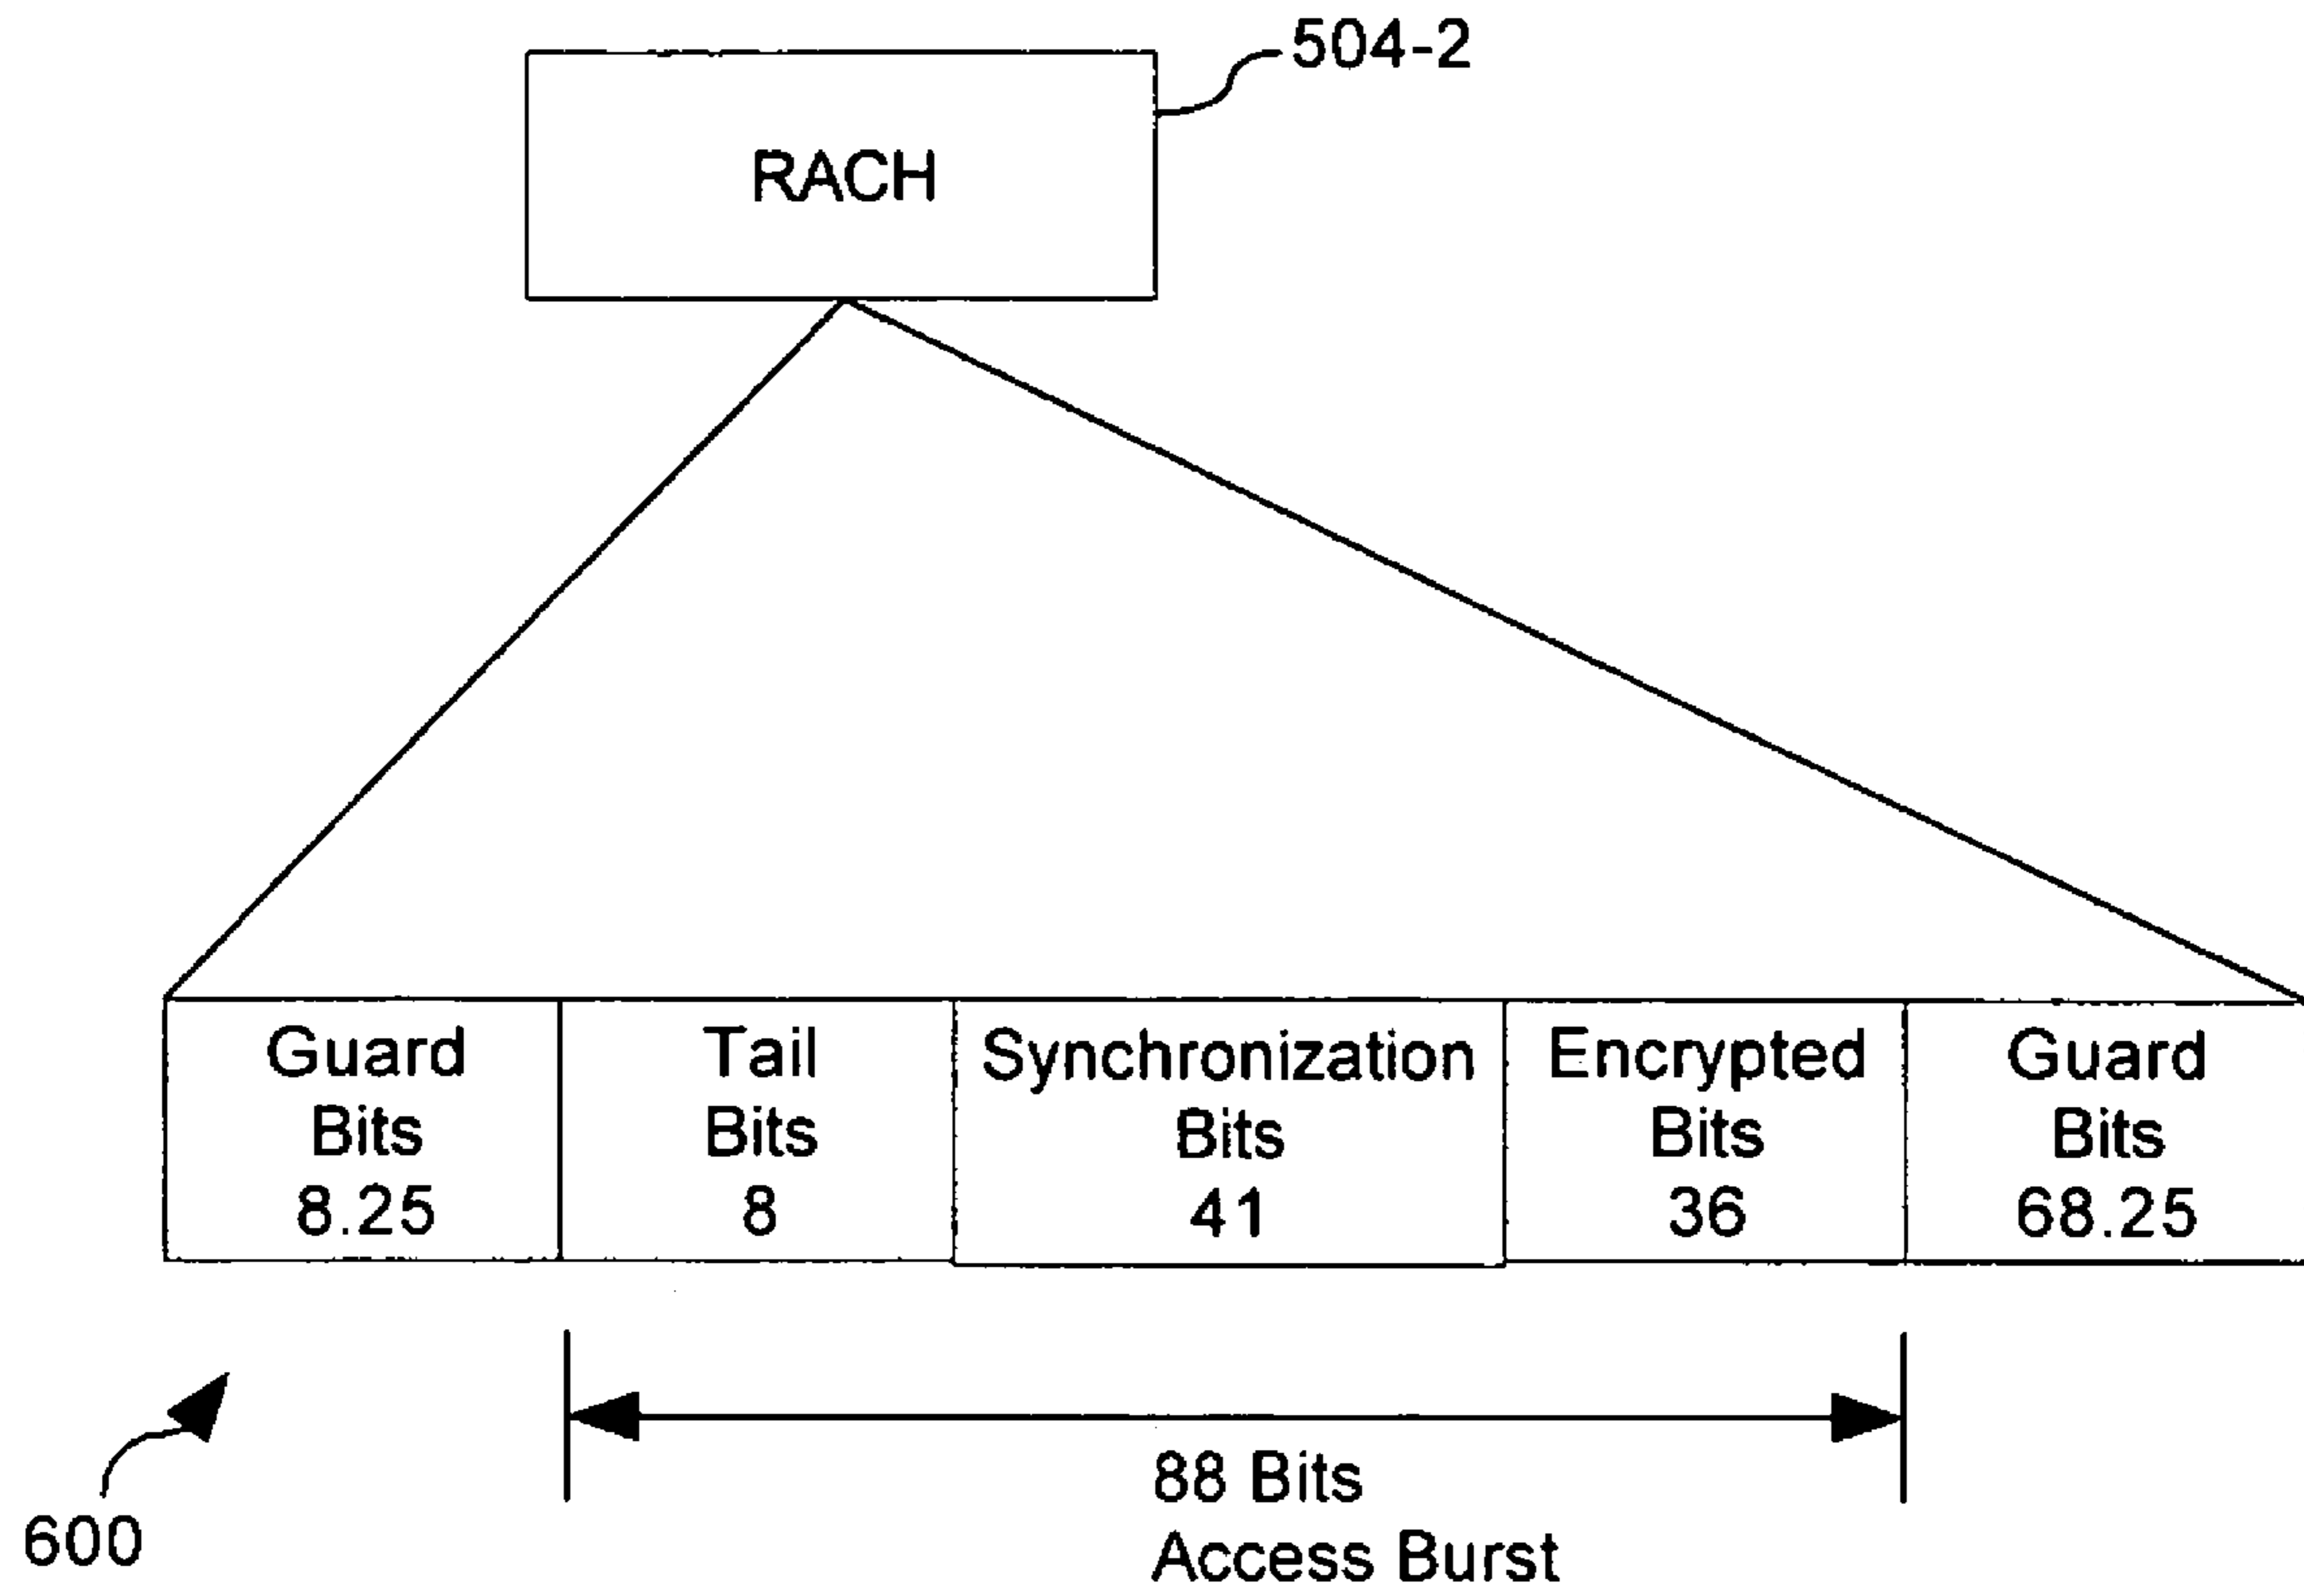 504-2
RACH
Guard
Bits
8.25
Tail
Bits
8
Synchronization
Bits
41
Encrypted
Bits
36
Guard
Bits
68.25
88 Bits
Access Burst
600